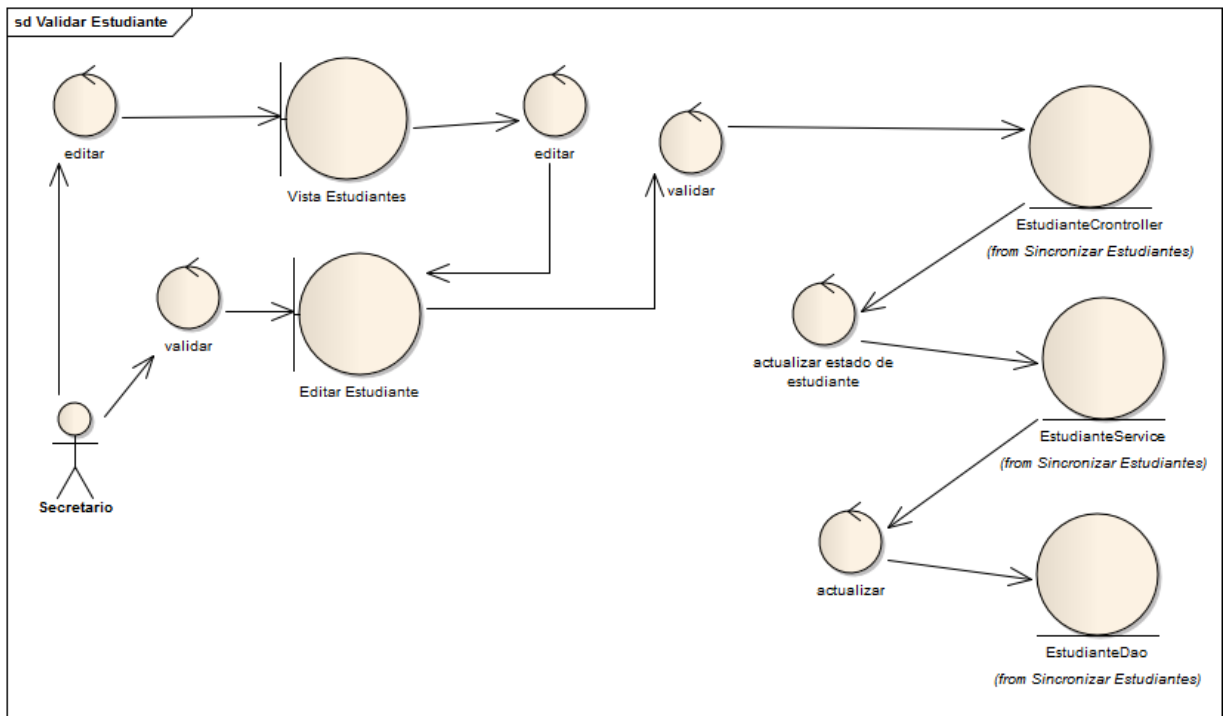 sd Validar Estudiante
editar
Vista Estudiantes
editar
validar
EstudianteCrontroller
(from Sincronizar Estudiantes)
validar
Editar Estudiante
actualizar estado de
estudiante
EstudianteService
(from Sincronizar Estudiantes)
Secretario
actualizar
EstudianteDao
(from Sincronizar Estudiantes)